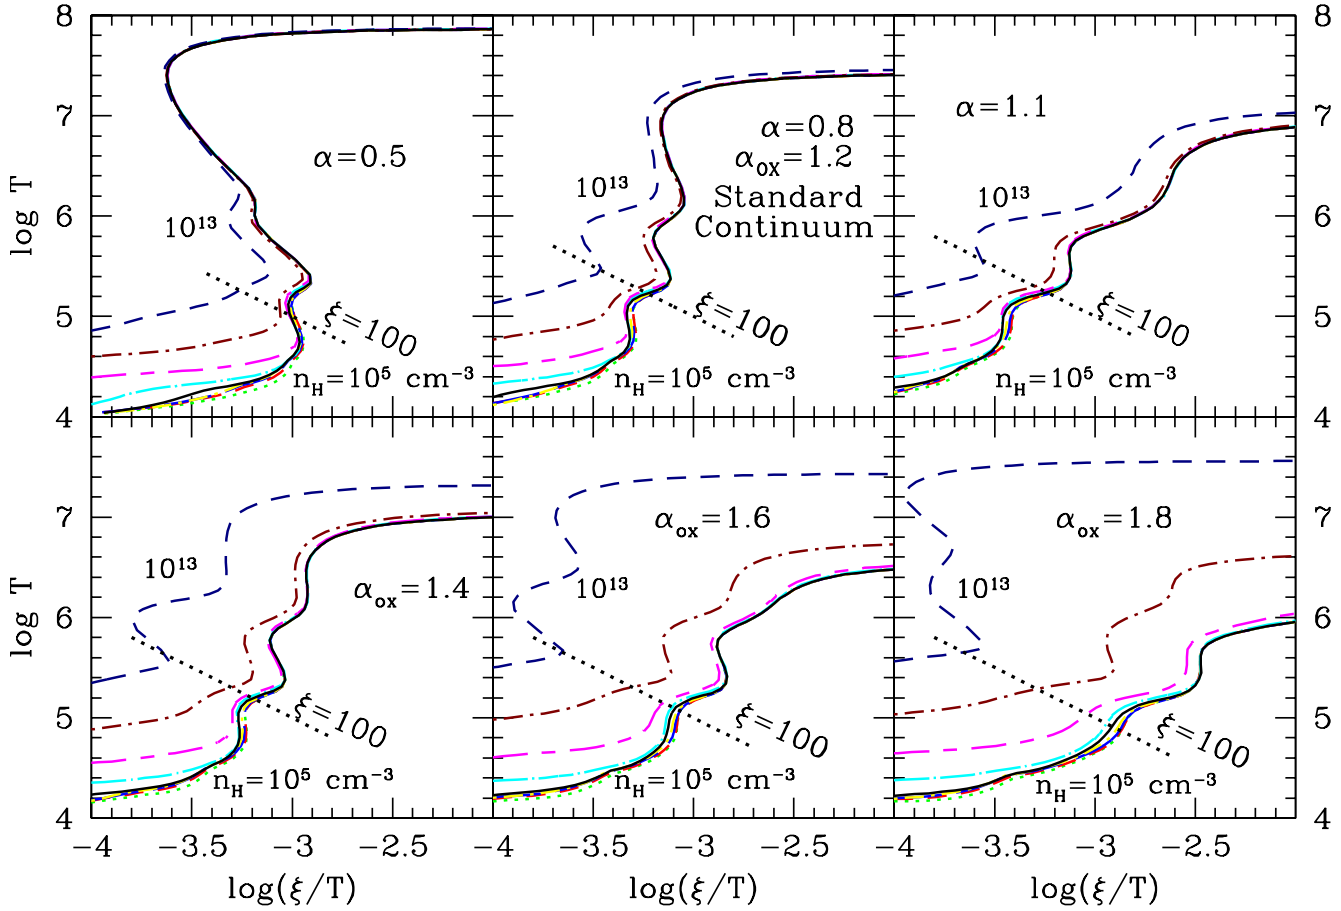 8
7
6
5
4
log T
α=0.5
10¹³
ξ=100
n_H=10⁵ cm⁻³
α=0.8
α_ox=1.2
Standard
Continuum
10¹³
ξ=100
n_H=10⁵ cm⁻³
α=1.1
10¹³
ξ=100
n_H=10⁵ cm⁻³
8
7
6
5
4
7
6
5
4
log T
10¹³
α_ox=1.4
ξ=100
n_H=10⁵ cm⁻³
α_ox=1.6
10¹³
ξ=100
n_H=10⁵ cm⁻³
α_ox=1.8
10¹³
ξ=100
n_H=10⁵ cm⁻³
7
6
5
4
−4 −3.5 −3 −2.5 −4 −3.5 −3 −2.5 −4 −3.5 −3 −2.5
log(ξ/T) log(ξ/T) log(ξ/T)